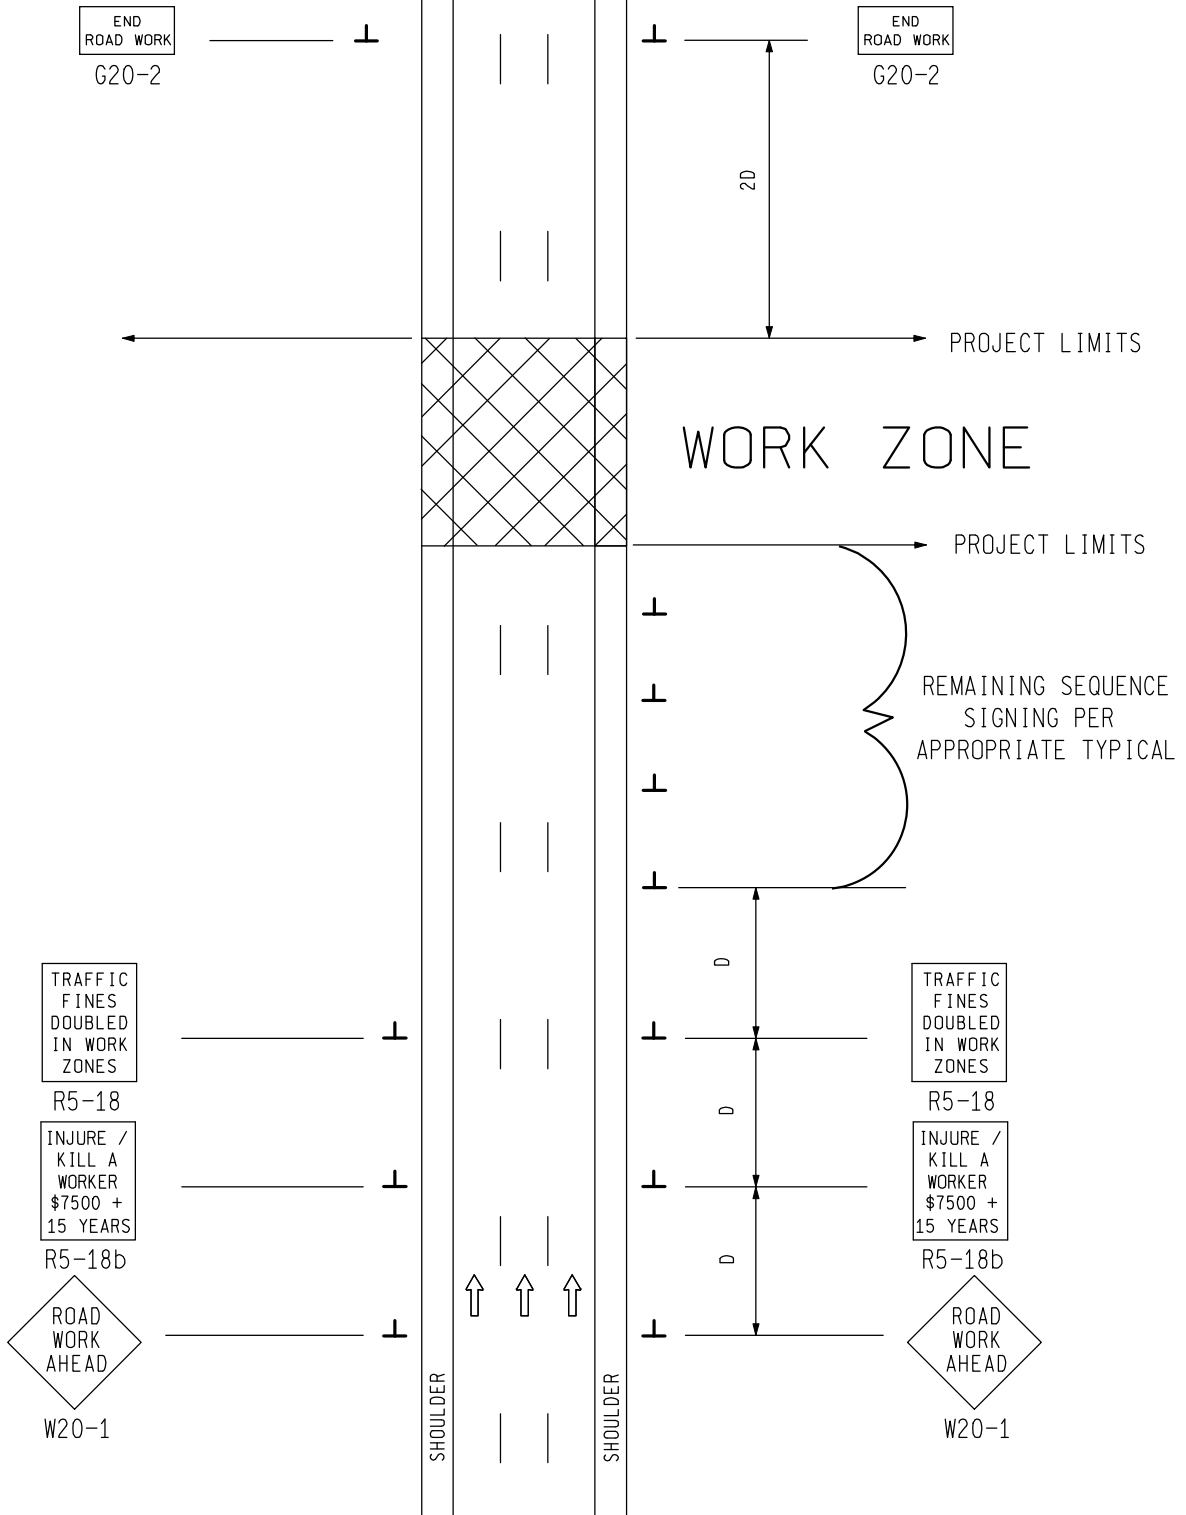 END
ROAD WORK
G20-2
END
ROAD WORK
G20-2
2D
PROJECT LIMITS
WORK ZONE
PROJECT LIMITS
REMAINING SEQUENCE
SIGNING PER
APPROPRIATE TYPICAL
D
TRAFFIC
FINES
DOUBLED
IN WORK
ZONES
R5-18
TRAFFIC
FINES
DOUBLED
IN WORK
ZONES
R5-18
D
INJURE /
KILL A
WORKER
$7500 +
15 YEARS
R5-18b
INJURE /
KILL A
WORKER
$7500 +
15 YEARS
R5-18b
D
ROAD
WORK
AHEAD
W20-1
SHOULDER
SHOULDER
ROAD
WORK
AHEAD
W20-1